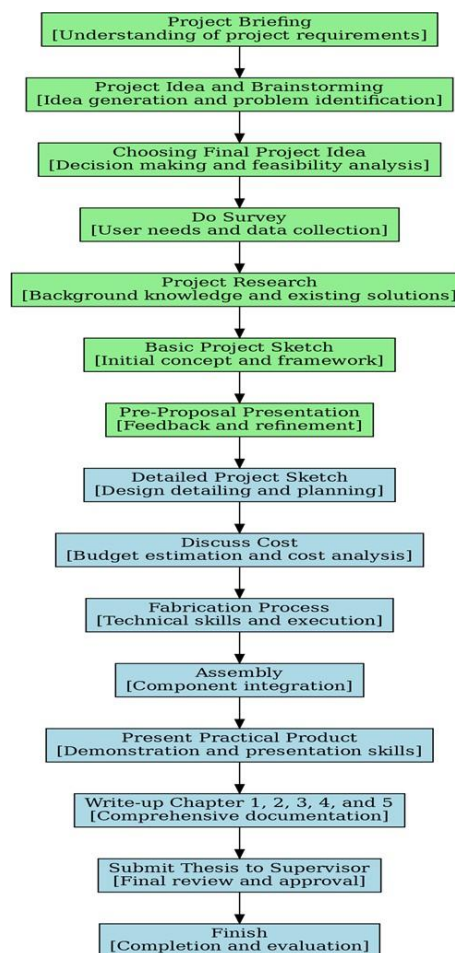 Project Briefing
[Understanding of project requirements]
Project Idea and Brainstorming
[Idea generation and problem identification]
Choosing Final Project Idea
[Decision making and feasibility analysis]
Do Survey
[User needs and data collection]
Project Research
[Background knowledge and existing solutions]
Basic Project Sketch
[Initial concept and framework]
Pre-Proposal Presentation
[Feedback and refinement]
Detailed Project Sketch
[Design detailing and planning]
Discuss Cost
[Budget estimation and cost analysis]
Fabrication Process
[Technical skills and execution]
Assembly
[Component integration]
Present Practical Product
[Demonstration and presentation skills]
Write-up Chapter 1, 2, 3, 4, and 5
[Comprehensive documentation]
Submit Thesis to Supervisor
[Final review and approval]
Finish
[Completion and evaluation]